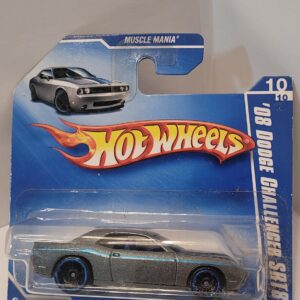 MUSCLE MANIA®
HOT WHEELS
10
10
'08 DODGE CHALLENGER SRT8